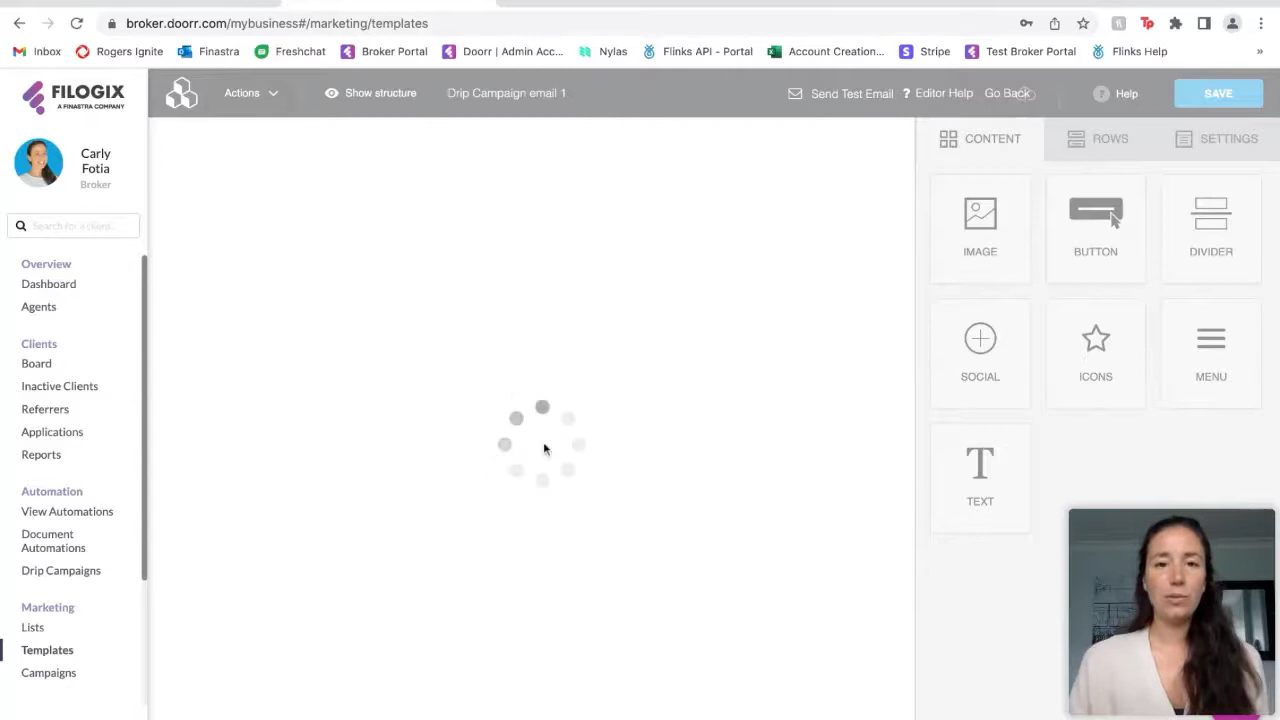 broker.doorr.com/mybusiness#/marketing/templates
Inbox
Rogers Ignite
Finastra
Freshchat
Broker Portal
Doorr | Admin Acc...
Nylas
Flinks API - Portal
Account Creation...
Stripe
Test Broker Portal
Flinks Help
»
FILOGIX
A FINASTRA COMPANY
Actions
Show structure
Drip Campaign email 1
Send Test Email
? Editor Help
Go Back
? Help
SAVE
Carly
Fotia
Broker
Search for a client...
Overview
Dashboard
Agents
Clients
Board
Inactive Clients
Referrers
Applications
Reports
Automation
View Automations
Document
Automations
Drip Campaigns
Marketing
Lists
Templates
Campaigns
CONTENT
ROWS
SETTINGS
IMAGE
BUTTON
DIVIDER
SOCIAL
ICONS
MENU
T
TEXT